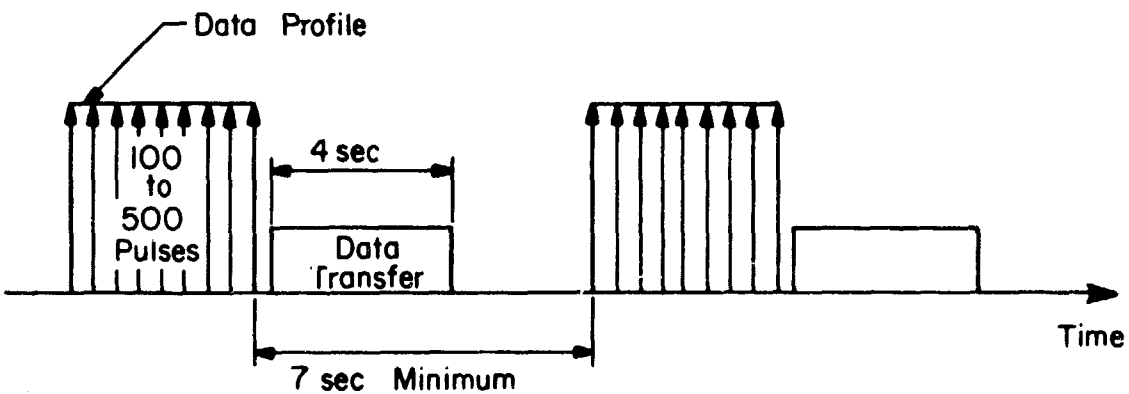 Data Profile
100
to
500
Pulses
4 sec
Data
Transfer
Time
7 sec Minimum